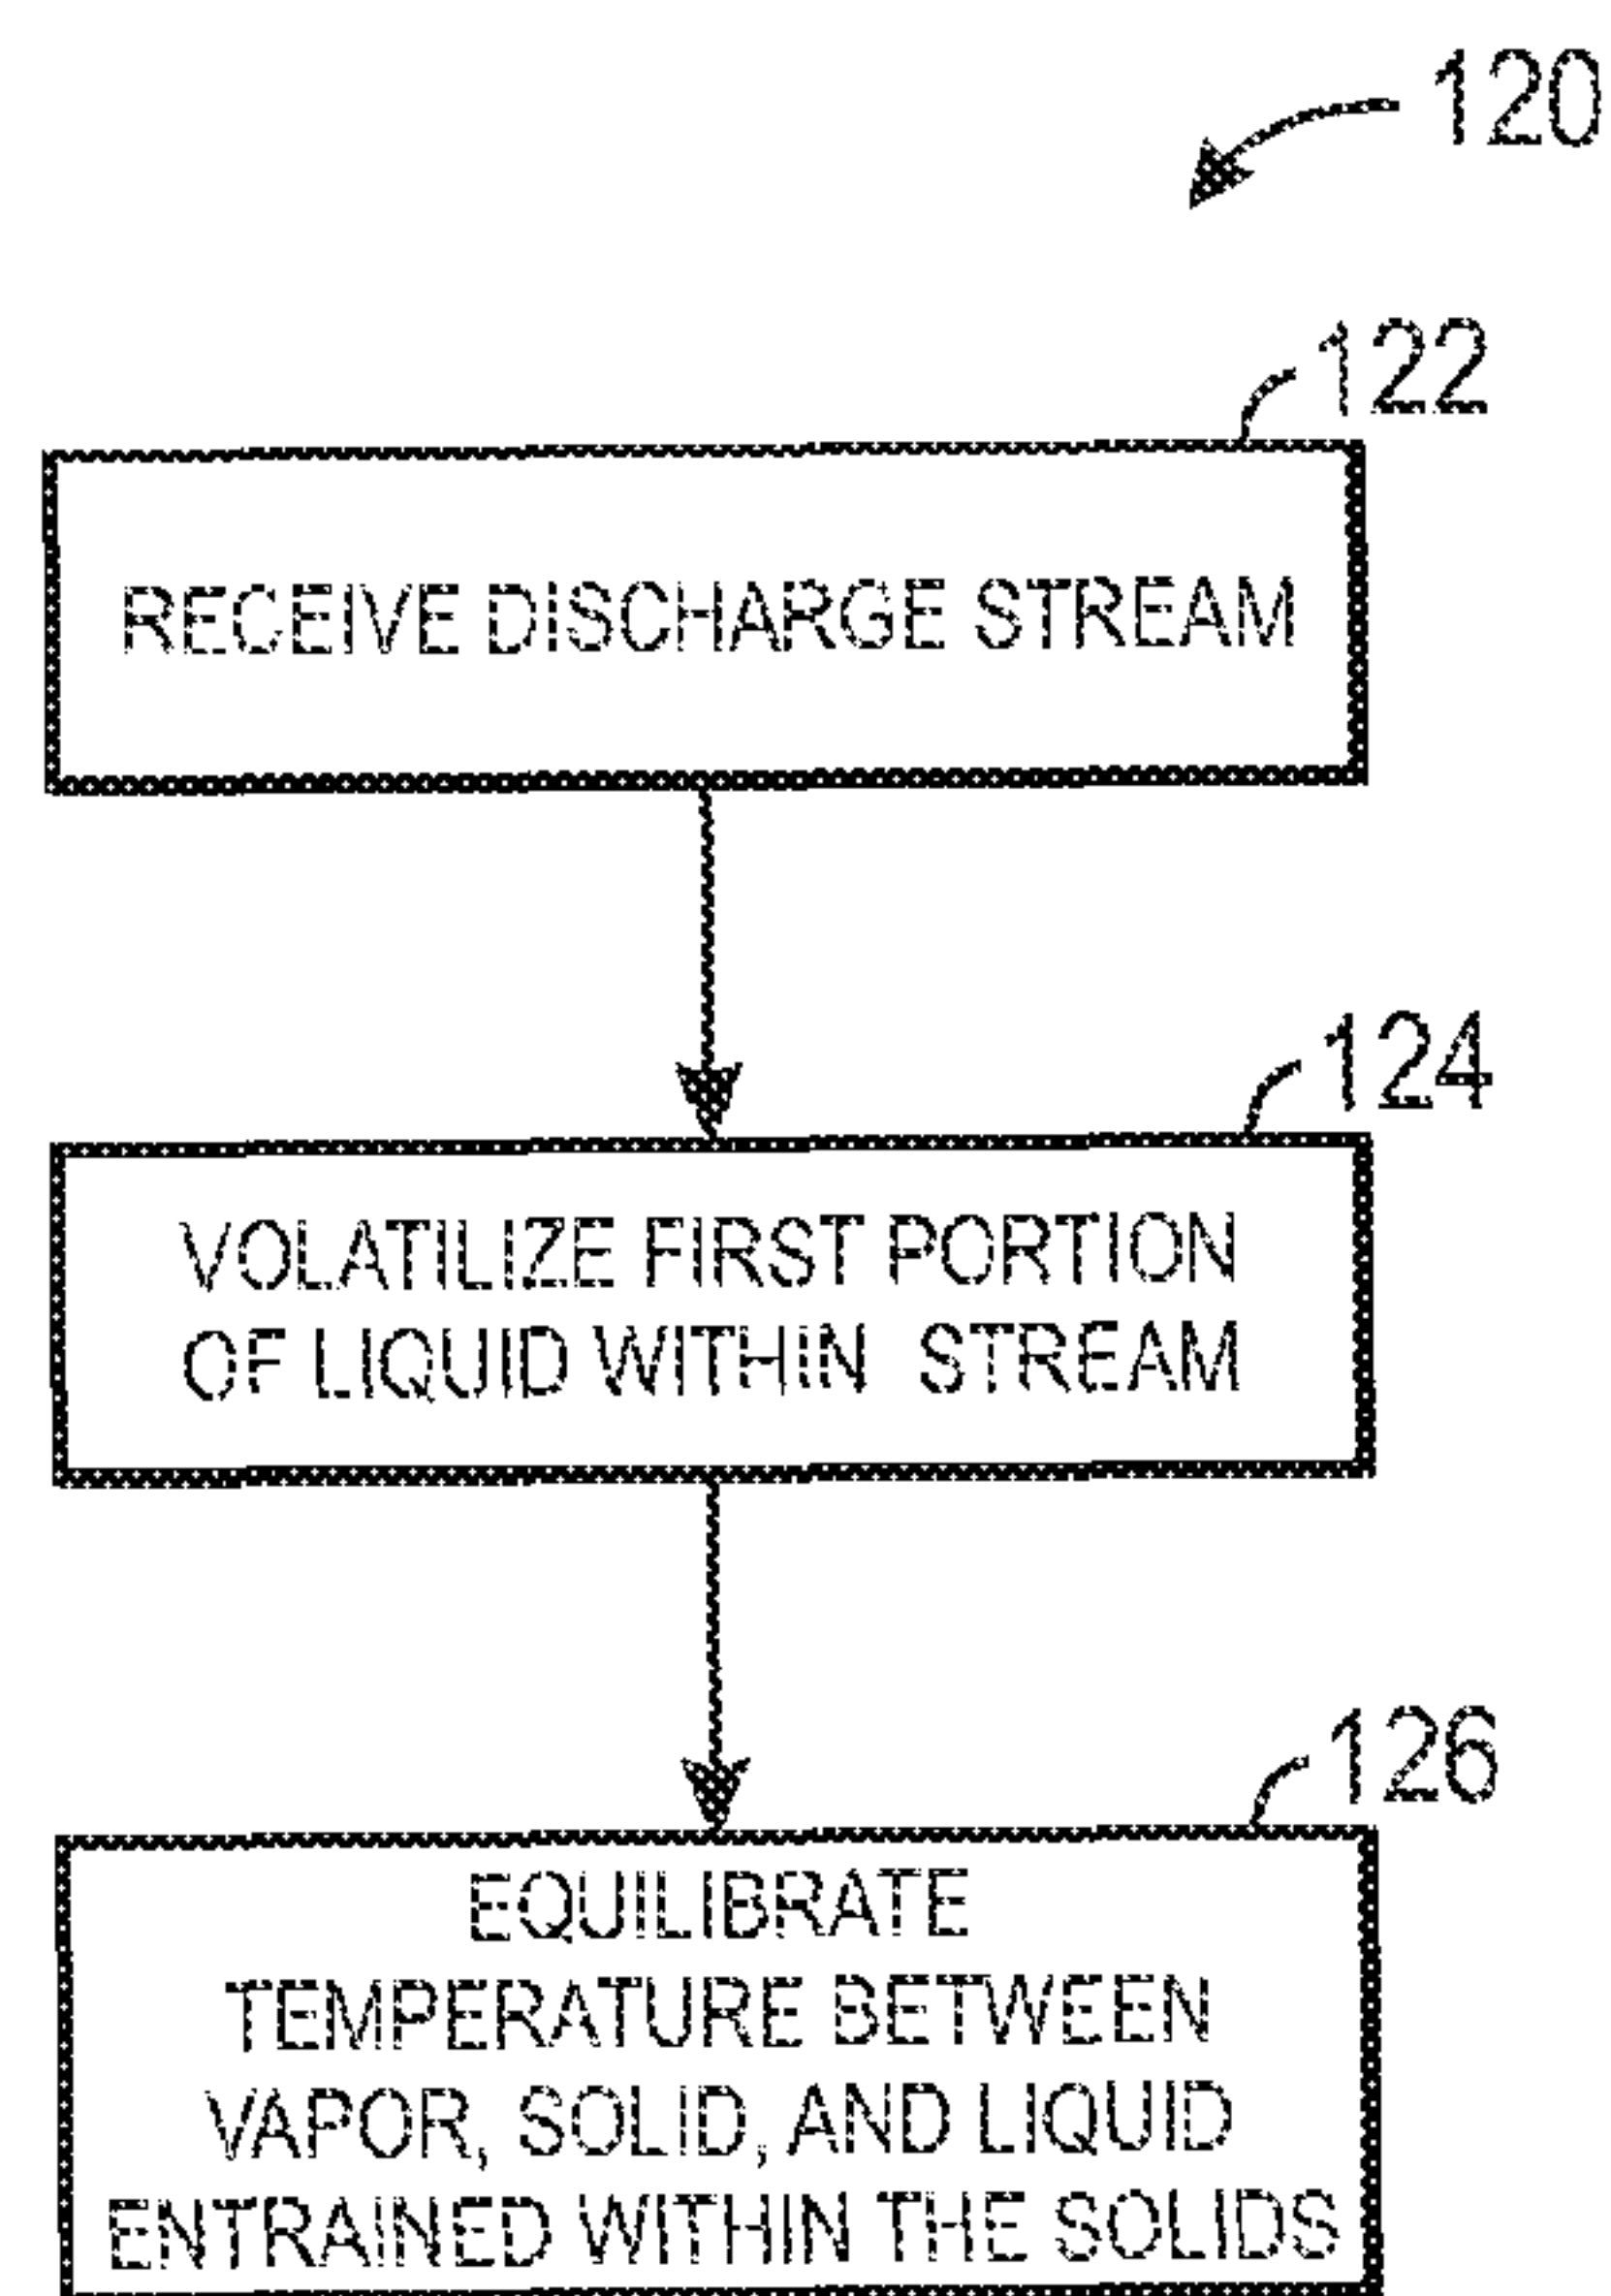 120
122
RECEIVE DISCHARGE STREAM
124
VOLATILIZE FIRST PORTION
OF LIQUID WITHIN STREAM
126
EQUILIBRATE
TEMPERATURE BETWEEN
VAPOR, SOLID, AND LIQUID
ENTRAINED WITHIN THE SOLIDS